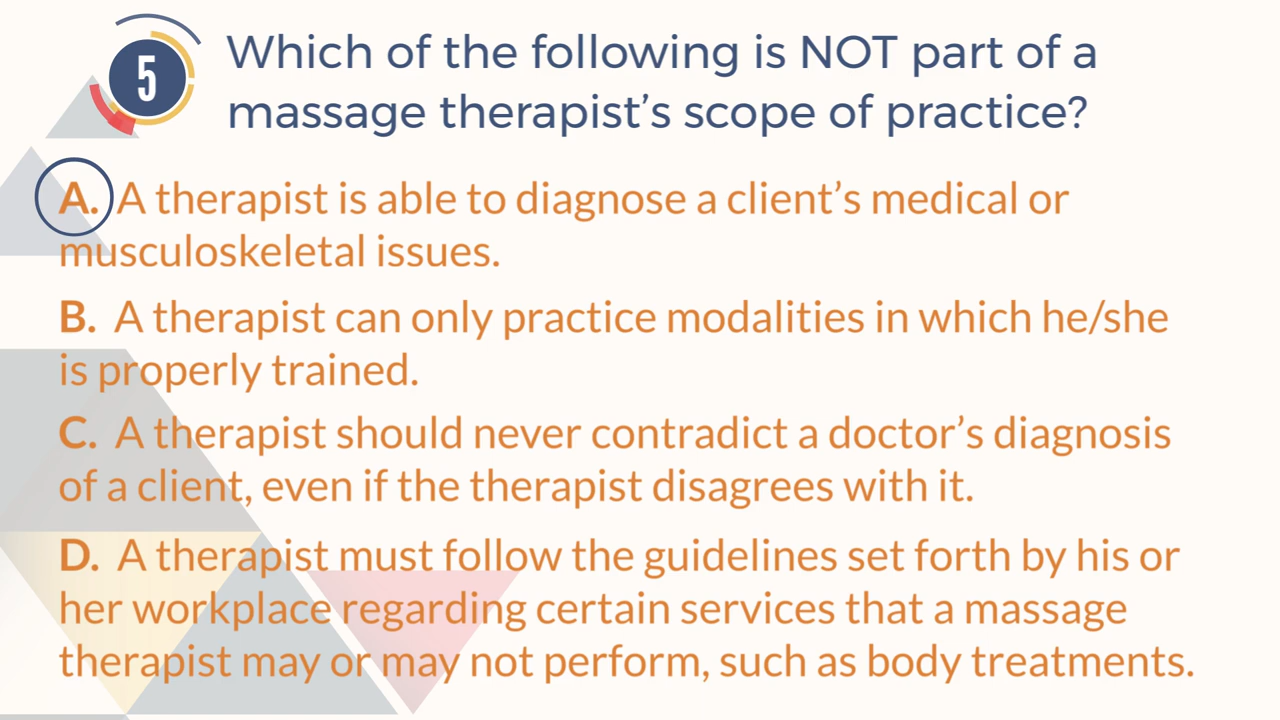 5
Which of the following is NOT part of a
massage therapist’s scope of practice?
A. A therapist is able to diagnose a client’s medical or
musculoskeletal issues.
B. A therapist can only practice modalities in which he/she
is properly trained.
C. A therapist should never contradict a doctor’s diagnosis
of a client, even if the therapist disagrees with it.
D. A therapist must follow the guidelines set forth by his or
her workplace regarding certain services that a massage
therapist may or may not perform, such as body treatments.